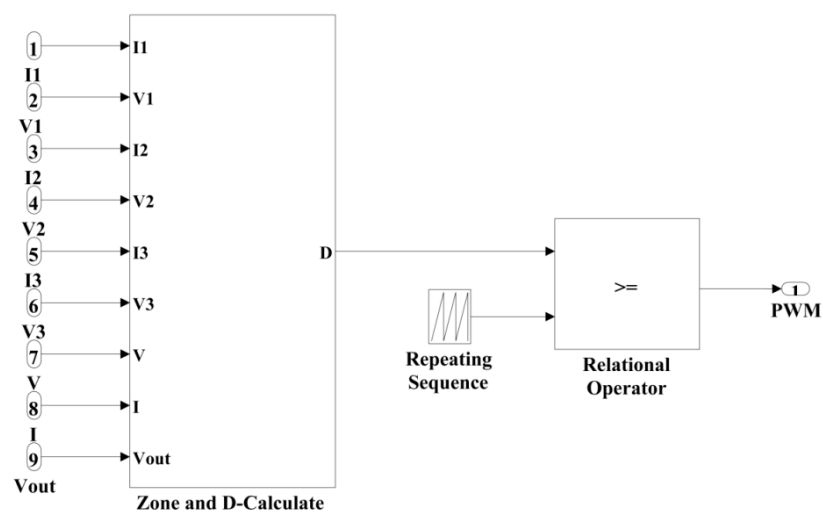 1
I1
I1
2
V1
V1
3
I2
I2
4
V2
V2
5
I3
D
I3
6
V3
V3
7
V
V
8
I
I
9
Vout
Vout
Zone and D-Calculate
Repeating
Sequence
>=
Relational
Operator
1
PWM